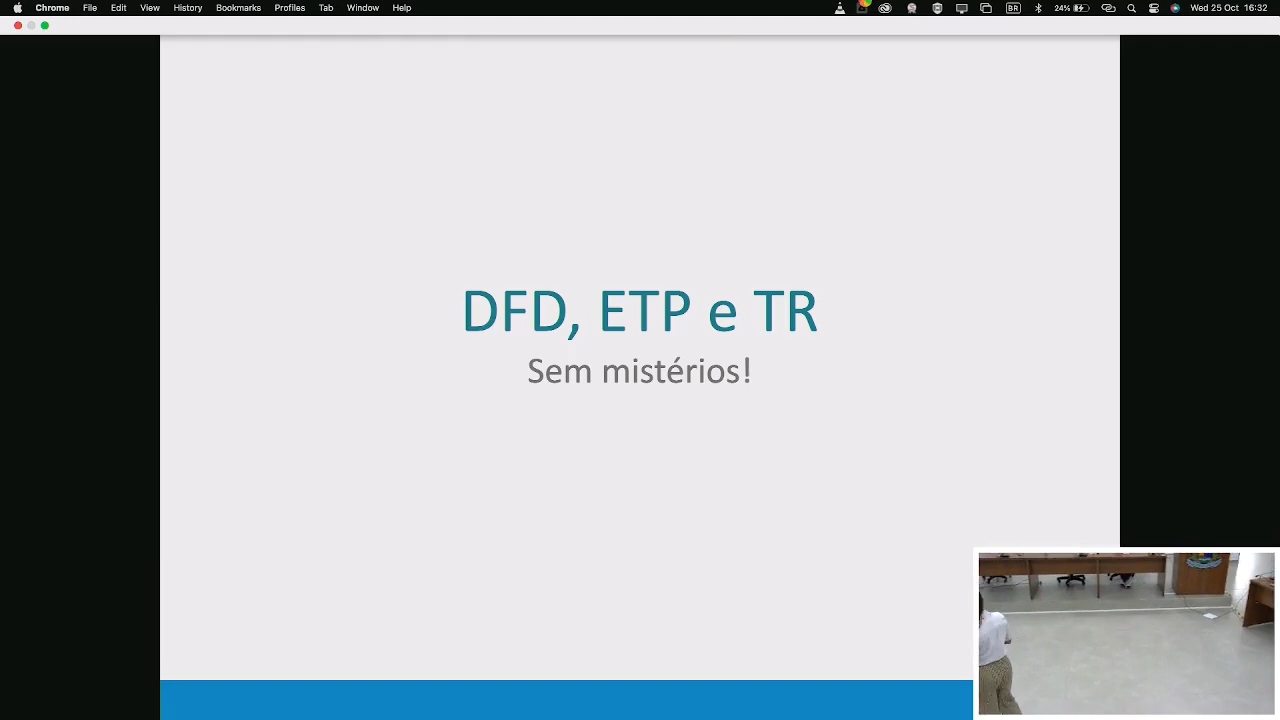 Chrome File Edit View History Bookmarks Profiles Tab Window Help BR 24% Wed 25 Oct 16:32
DFD, ETP e TR
Sem mistérios!